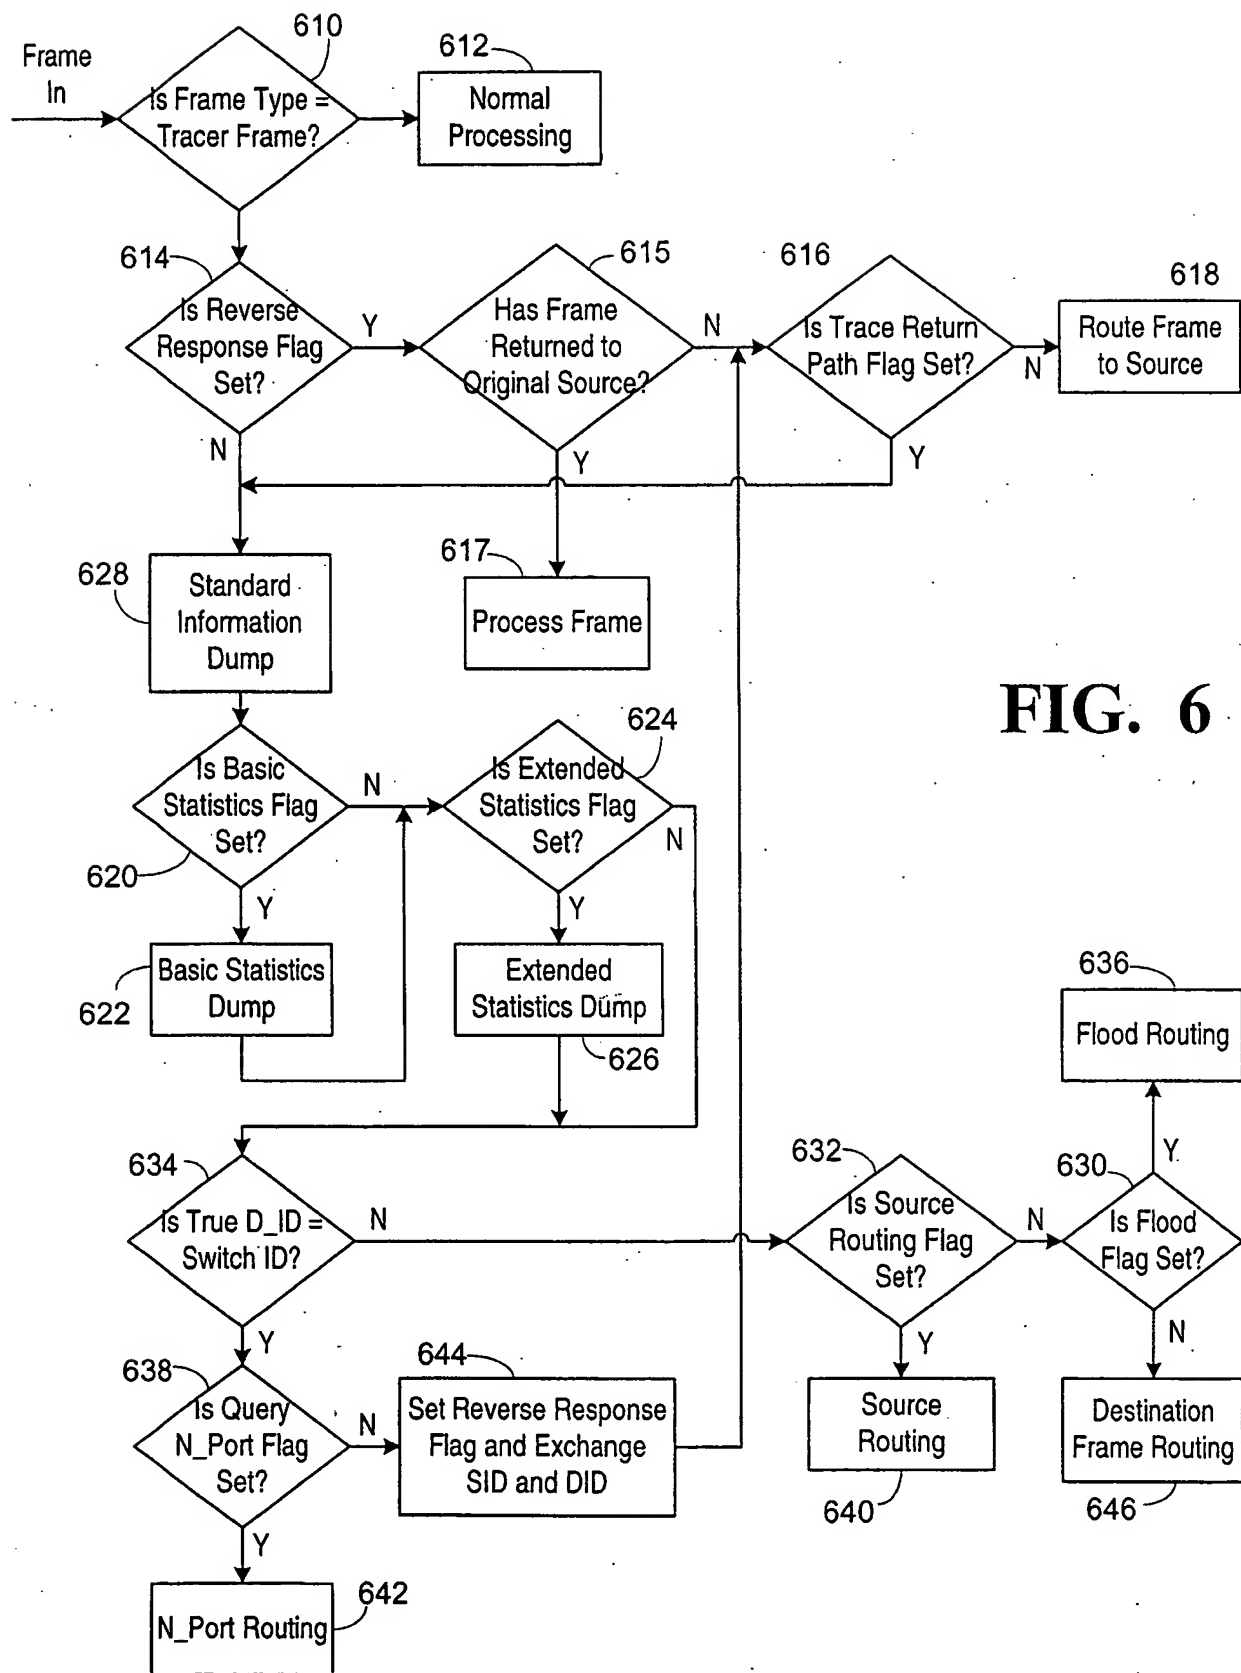 610
Frame
In
Is Frame Type =
Tracer Frame?
612
Normal
Processing
614
Is Reverse
Response Flag
Set?
Y
N
615
Has Frame
Returned to
Original Source?
N
Y
616
Is Trace Return
Path Flag Set?
N
Y
618
Route Frame
to Source
628
Standard
Information
Dump
617
Process Frame
FIG. 6
Is Basic
Statistics Flag
Set?
620
N
Y
624
Is Extended
Statistics Flag
Set?
N
Y
Basic Statistics
Dump
622
Extended
Statistics Dump
626
636
Flood Routing
634
Is True D_ID =
Switch ID?
N
Y
632
Is Source
Routing Flag
Set?
N
Y
630
Is Flood
Flag Set?
Y
N
638
Is Query
N_Port Flag
Set?
N
Y
644
Set Reverse Response
Flag and Exchange
SID and DID
Source
Routing
640
Destination
Frame Routing
646
642
N_Port Routing